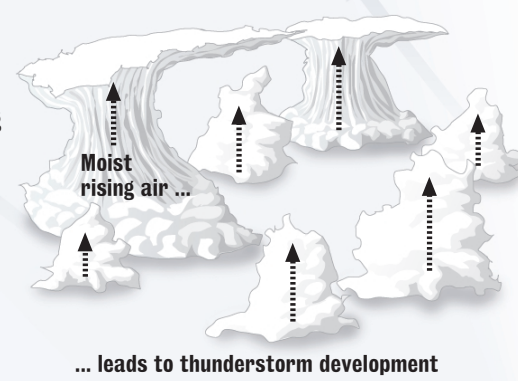 Moist
rising air ...
... leads to thunderstorm development